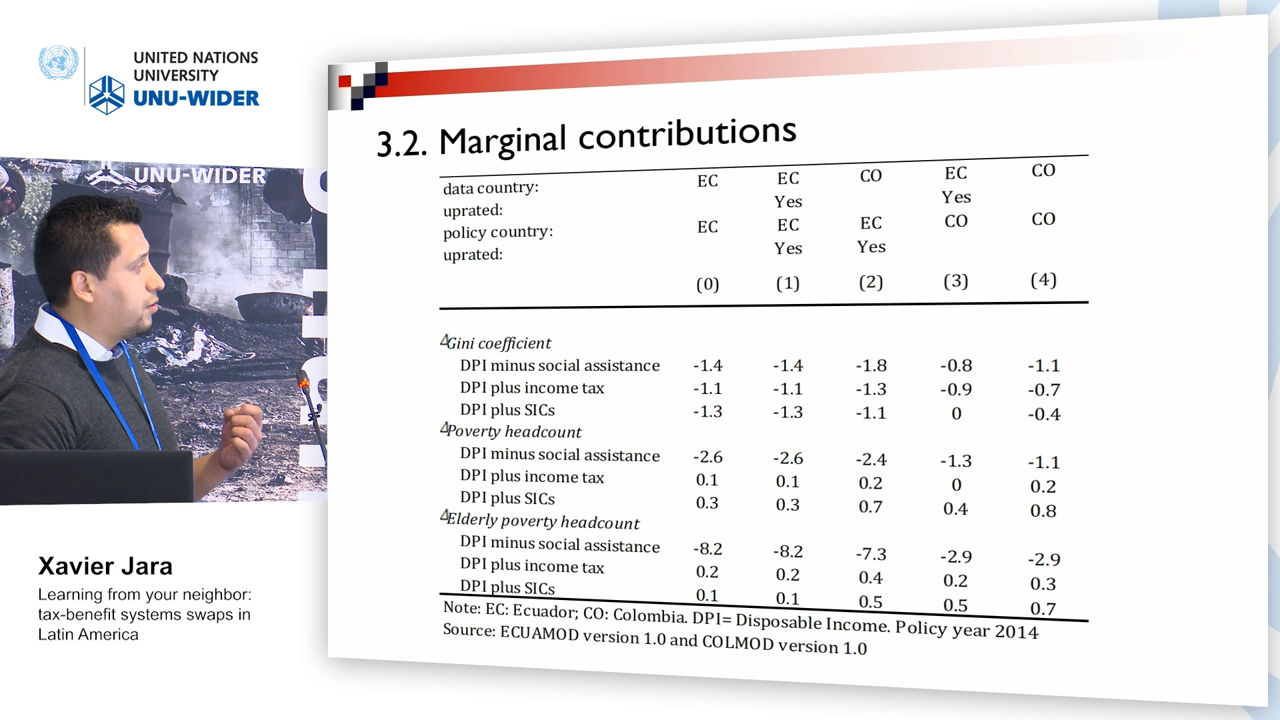 UNITED NATIONS
UNIVERSITY
UNU-WIDER
UNU-WIDER
Xavier Jara
Learning from your neighbor:
tax-benefit systems swaps in
Latin America
3.2. Marginal contributions
data country: EC EC CO EC CO
uprated: Yes Yes
policy country: EC EC EC CO CO
uprated: Yes Yes
(0) (1) (2) (3) (4)
ΔGini coefficient
DPI minus social assistance -1.4 -1.4 -1.8 -0.8 -1.1
DPI plus income tax -1.1 -1.1 -1.3 -0.9 -0.7
DPI plus SICs -1.3 -1.3 -1.1 0 -0.4
ΔPoverty headcount
DPI minus social assistance -2.6 -2.6 -2.4 -1.3 -1.1
DPI plus income tax 0.1 0.1 0.2 0 0.2
DPI plus SICs 0.3 0.3 0.7 0.4 0.8
ΔElderly poverty headcount
DPI minus social assistance -8.2 -8.2 -7.3 -2.9 -2.9
DPI plus income tax 0.2 0.2 0.4 0.2 0.3
DPI plus SICs 0.1 0.1 0.5 0.5 0.7
Note: EC: Ecuador; CO: Colombia. DPI= Disposable Income. Policy year 2014
Source: ECUAMOD version 1.0 and COLMOD version 1.0